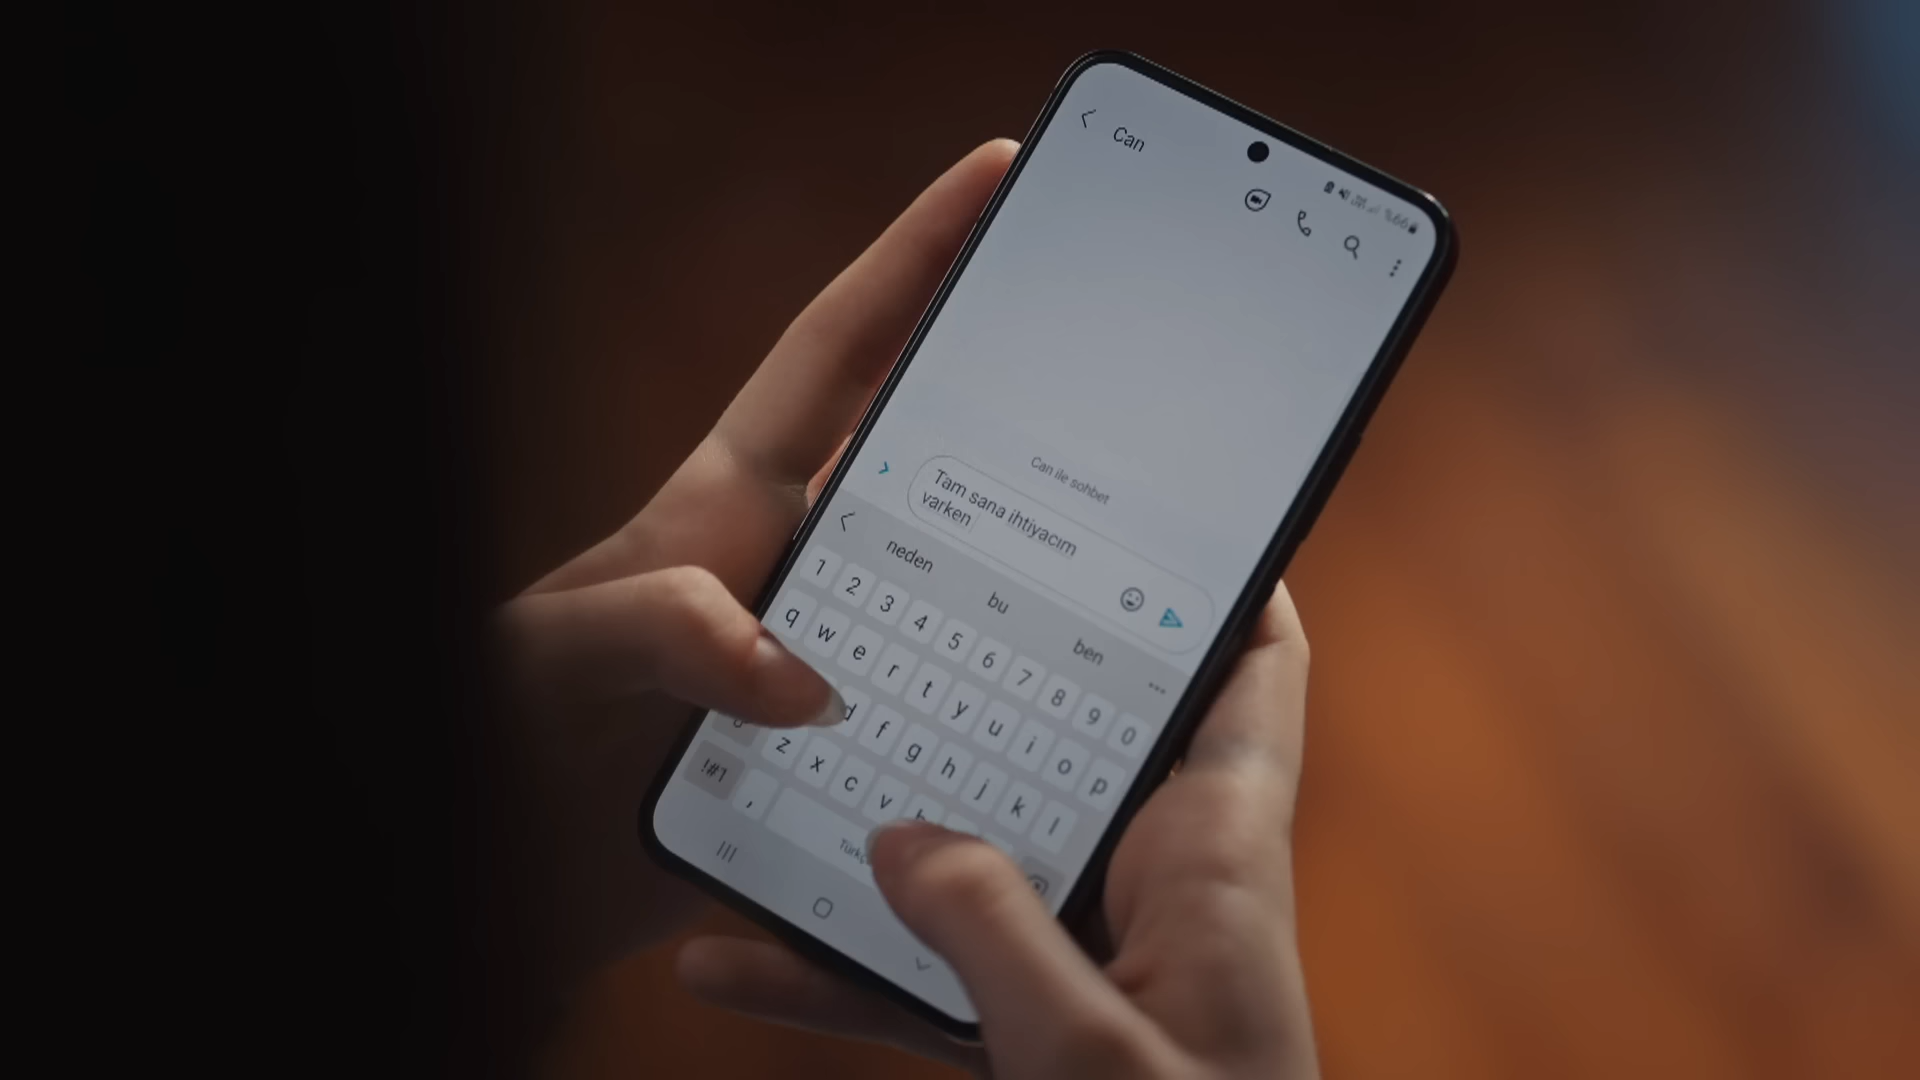 Can
%66
Can ile sohbet
Tam sana ihtiyacım
varken
neden bu ben
1 2 3 4 5 6 7 8 9 0
q w e r t y u i o p
d f g h j k l
z x c v
!#1 ,